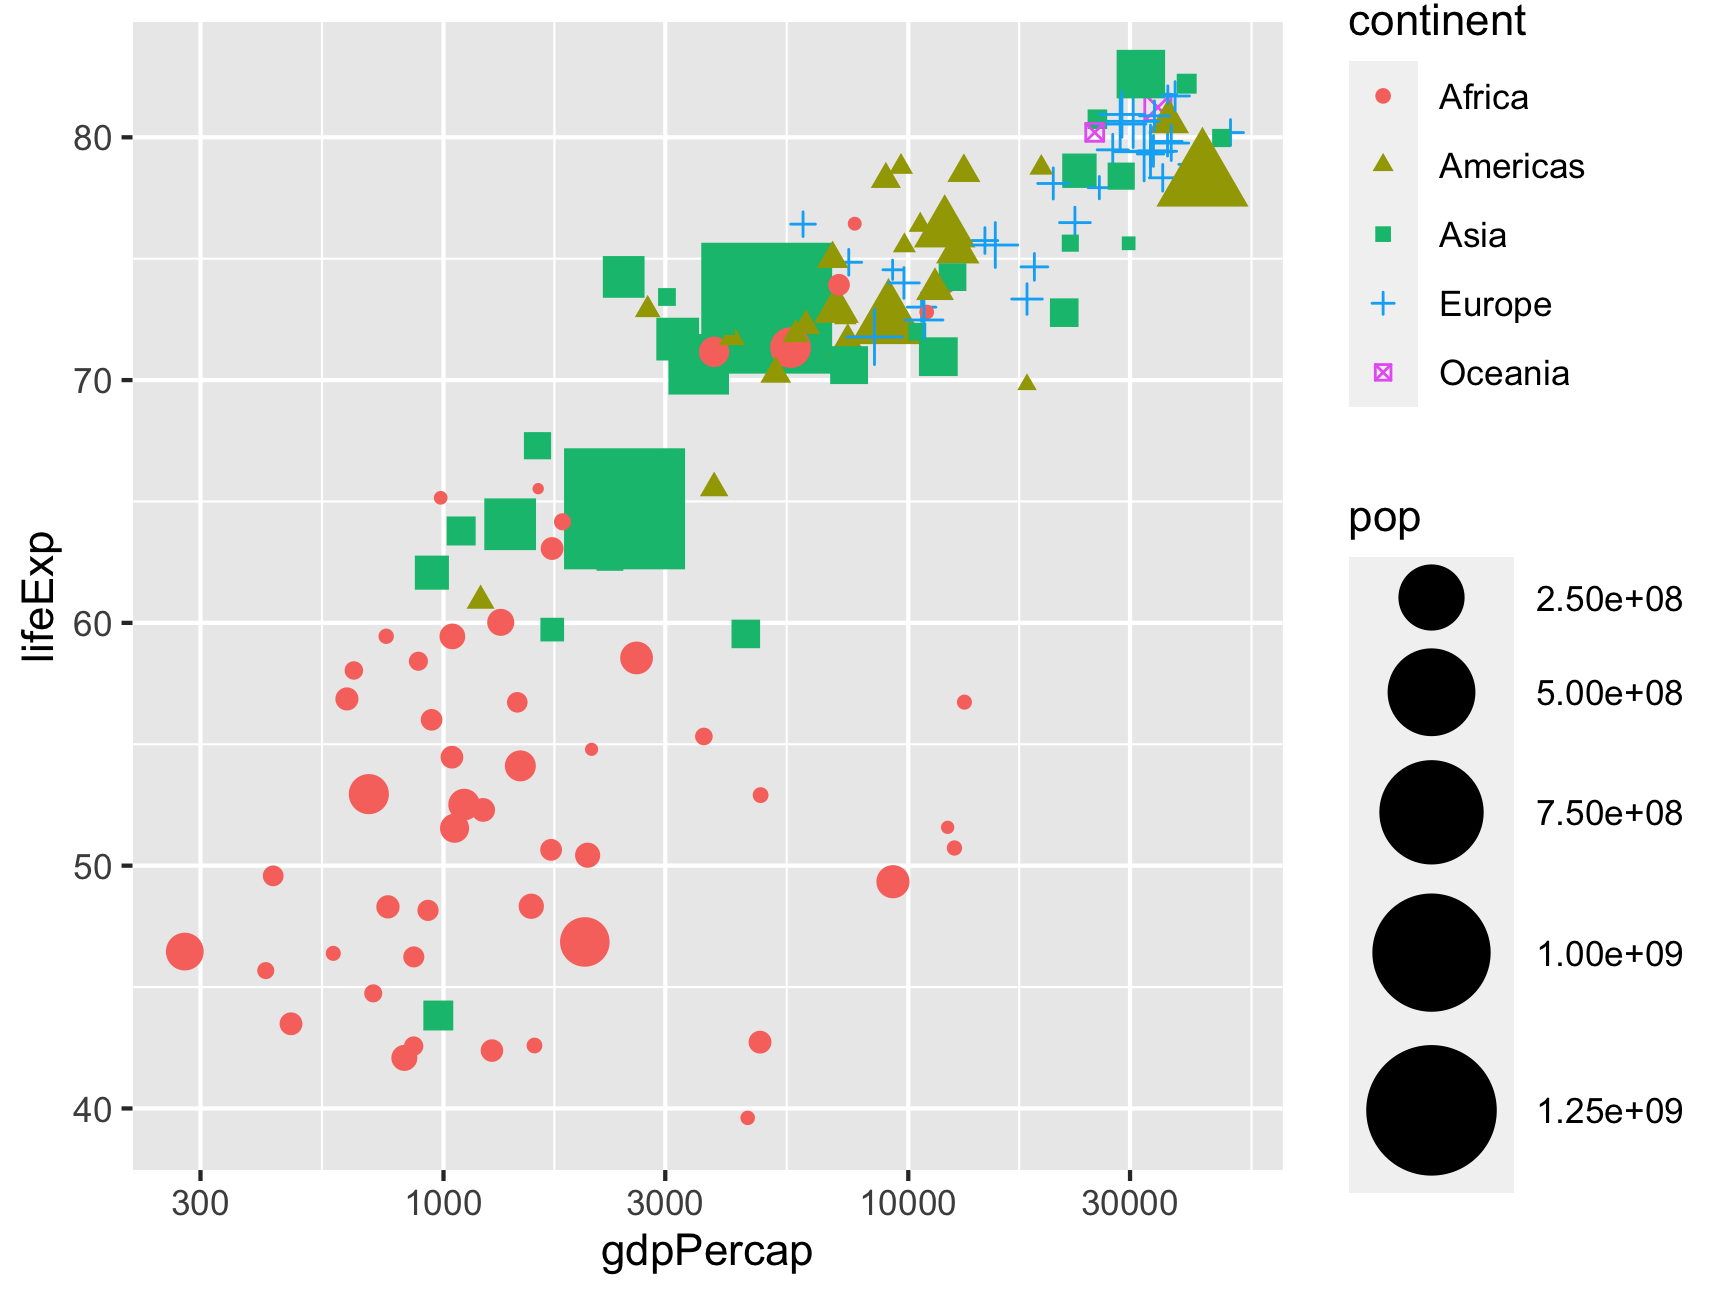 lifeExp
80
70
60
50
40
300
1000
3000
10000
30000
gdpPercap
continent
Africa
Americas
Asia
Europe
Oceania
pop
2.50e+08
5.00e+08
7.50e+08
1.00e+09
1.25e+09